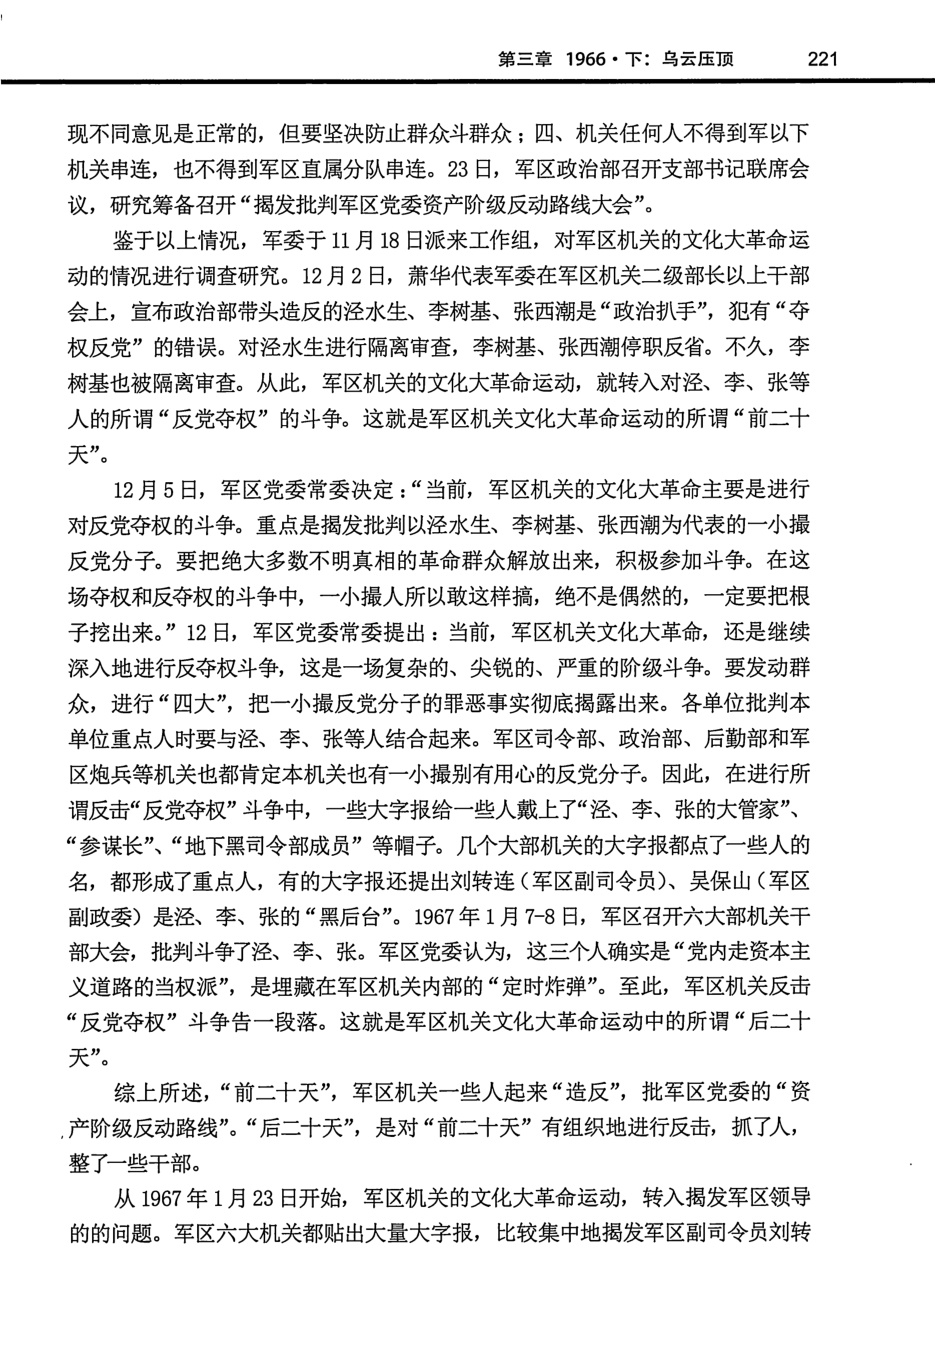 第三章 1966·下：乌云压顶 221
现不同意见是正常的，但要坚决防止群众斗群众；四、机关任何人不得到军以下
机关串连，也不得到军区直属分队串连。23日，军区政治部召开支部书记联席会
议，研究筹备召开“揭发批判军区党委资产阶级反动路线大会”。
鉴于以上情况，军委于11月18日派来工作组，对军区机关的文化大革命运
动的情况进行调查研究。12月2日，萧华代表军委在军区机关二级部长以上干部
会上，宣布政治部带头造反的泾水生、李树基、张西潮是“政治扒手”，犯有“夺
权反党”的错误。对泾水生进行隔离审查，李树基、张西潮停职反省。不久，李
树基也被隔离审查。从此，军区机关的文化大革命运动，就转入对泾、李、张等
人的所谓“反党夺权”的斗争。这就是军区机关文化大革命运动的所谓“前二十
天”。
12月5日，军区党委常委决定：“当前，军区机关的文化大革命主要是进行
对反党夺权的斗争。重点是揭发批判以泾水生、李树基、张西潮为代表的一小撮
反党分子。要把绝大多数不明真相的革命群众解放出来，积极参加斗争。在这
场夺权和反夺权的斗争中，一小撮人所以敢这样搞，绝不是偶然的，一定要把根
子挖出来。”12日，军区党委常委提出：当前，军区机关文化大革命，还是继续
深入地进行反夺权斗争，这是一场复杂的、尖锐的、严重的阶级斗争。要发动群
众，进行“四大”，把一小撮反党分子的罪恶事实彻底揭露出来。各单位批判本
单位重点人时要与泾、李、张等人结合起来。军区司令部、政治部、后勤部和军
区炮兵等机关也都肯定本机关也有一小撮别有用心的反党分子。因此，在进行所
谓反击“反党夺权”斗争中，一些大字报给一些人戴上了“泾、李、张的大管家”、
“参谋长”、“地下黑司令部成员”等帽子。几个大部机关的大字报都点了一些人的
名，都形成了重点人，有的大字报还提出刘转连（军区副司令员）、吴保山（军区
副政委）是泾、李、张的“黑后台”。1967年1月7-8日，军区召开六大部机关干
部大会，批判斗争了泾、李、张。军区党委认为，这三个人确实是“党内走资本主
义道路的当权派”，是埋藏在军区机关内部的“定时炸弹”。至此，军区机关反击
“反党夺权”斗争告一段落。这就是军区机关文化大革命运动中的所谓“后二十
天”。
综上所述，“前二十天”，军区机关一些人起来“造反”，批军区党委的“资
产阶级反动路线”。“后二十天”，是对“前二十天”有组织地进行反击，抓了人，
整了一些干部。
从1967年1月23日开始，军区机关的文化大革命运动，转入揭发军区领导
的的问题。军区六大机关都贴出大量大字报，比较集中地揭发军区副司令员刘转